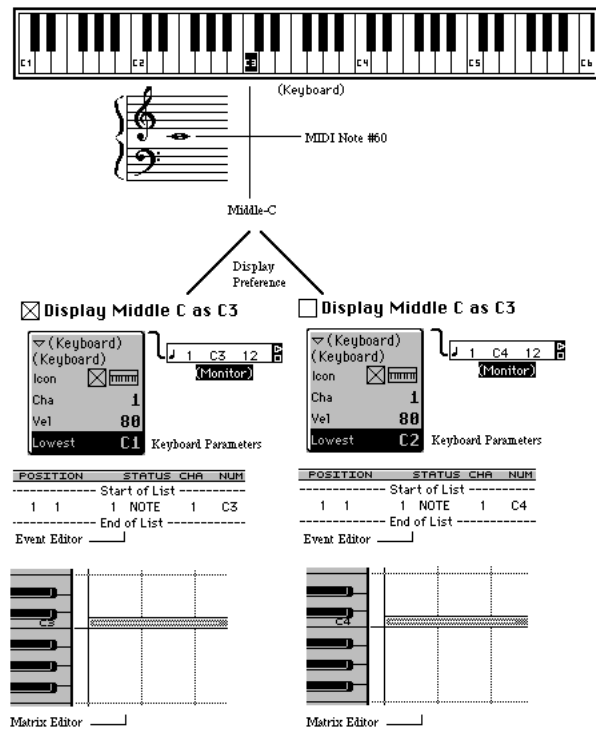 C1 C2 C3 C4 C5 C6
(Keyboard)
MIDI Note #60
Middle-C
Display
Preference
Display Middle C as C3
(Keyboard)
(Keyboard)
Icon
Cha 1
Vel 80
Lowest C1
1 C3 12
(Monitor)
Keyboard Parameters
POSITION STATUS CHA NUM
Start of List
1 1 1 NOTE 1 C3
End of List
Event Editor
C3
Matrix Editor
Display Middle C as C3
(Keyboard)
(Keyboard)
Icon
Cha 1
Vel 80
Lowest C2
1 C4 12
(Monitor)
Keyboard Parameters
POSITION STATUS CHA NUM
Start of List
1 1 1 NOTE 1 C4
End of List
Event Editor
C4
Matrix Editor